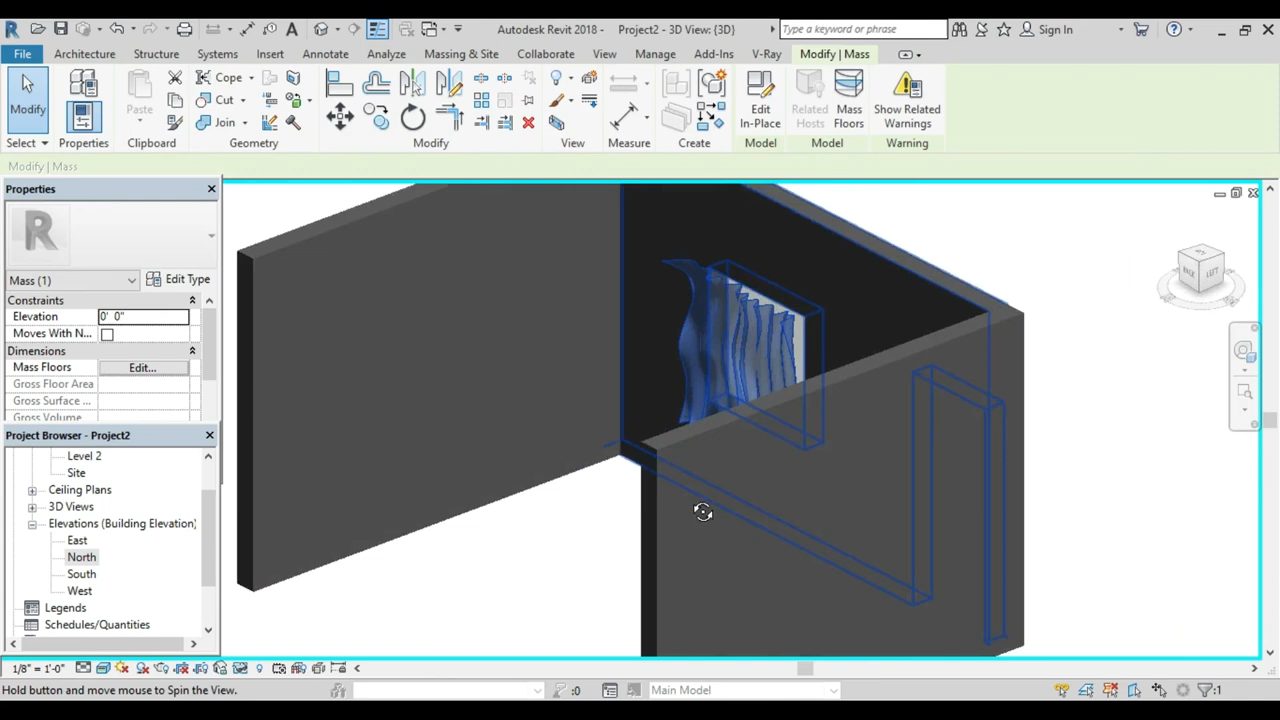 Autodesk Revit 2018 - Project2 - 3D View: {3D}
Type a keyword or phrase
Sign In
File Architecture Structure Systems Insert Annotate Analyze Massing & Site Collaborate View Manage Add-Ins V-Ray Modify | Mass
Modify
Select
Properties
Paste
Clipboard
Cope
Cut
Join
Geometry
Modify
View
Measure
Create
Edit
In-Place
Model
Related
Hosts
Mass
Floors
Model
Show Related
Warnings
Warning
Modify | Mass
Properties
R
Mass (1)
Edit Type
Constraints
Elevation 0' 0"
Moves With N...
Dimensions
Mass Floors Edit...
Gross Floor Area
Gross Surface ...
Gross Volume
Project Browser - Project2
Level 2
Site
Ceiling Plans
3D Views
Elevations (Building Elevation)
East
North
South
West
Legends
Schedules/Quantities
BACK
LEFT
1/8" = 1'-0"
Hold button and move mouse to Spin the View.
:0
Main Model
:1